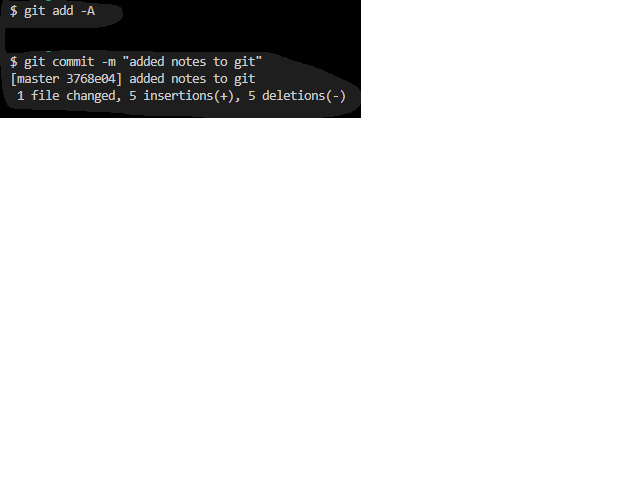 $ git add -A
$ git commit -m "added notes to git"
[master 3768e04] added notes to git
 1 file changed, 5 insertions(+), 5 deletions(-)